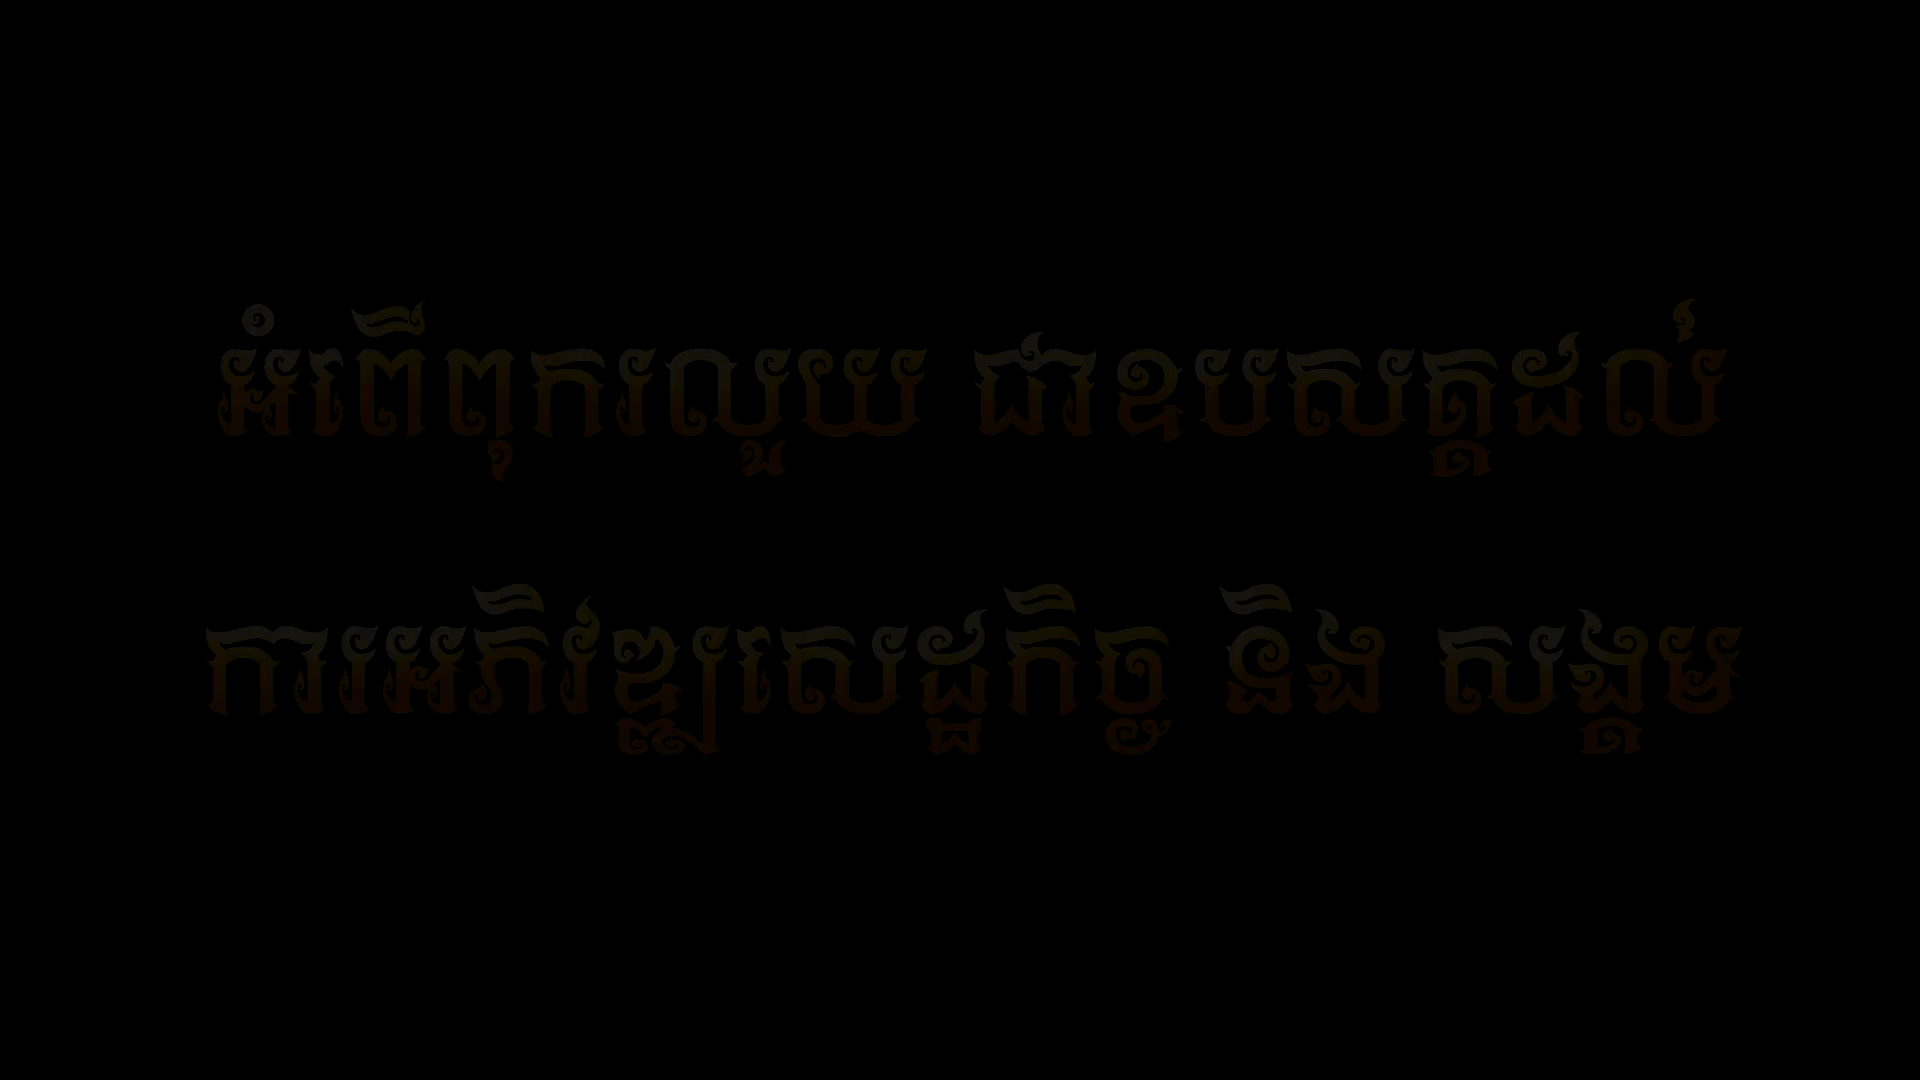 អំពើពុករលួយ ជាឧបសគ្គដល់
ការអភិវឌ្ឍសេដ្ឋកិច្ច និង សង្គម